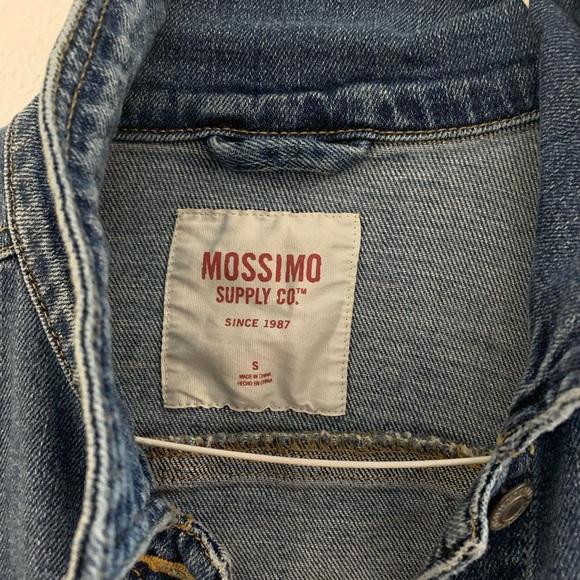 MOSSIMO
SUPPLY CO.™
SINCE 1987
S
MADE IN CHINA
HECHO EN CHINA